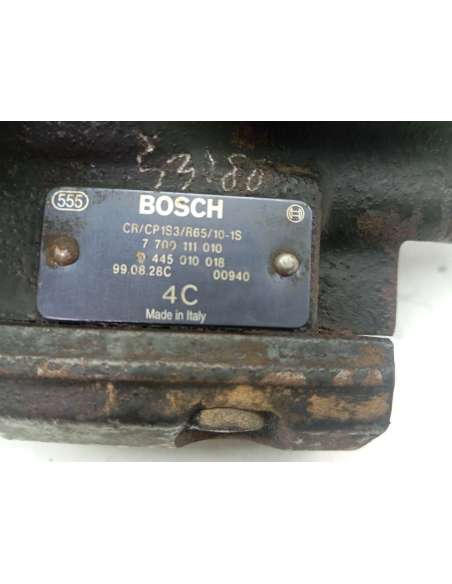 53180
555 BOSCH
CR/CP1S3/R65/10-1S
7 700 111 010
0 445 010 018
99.08.28C 00940
4C
Made in Italy